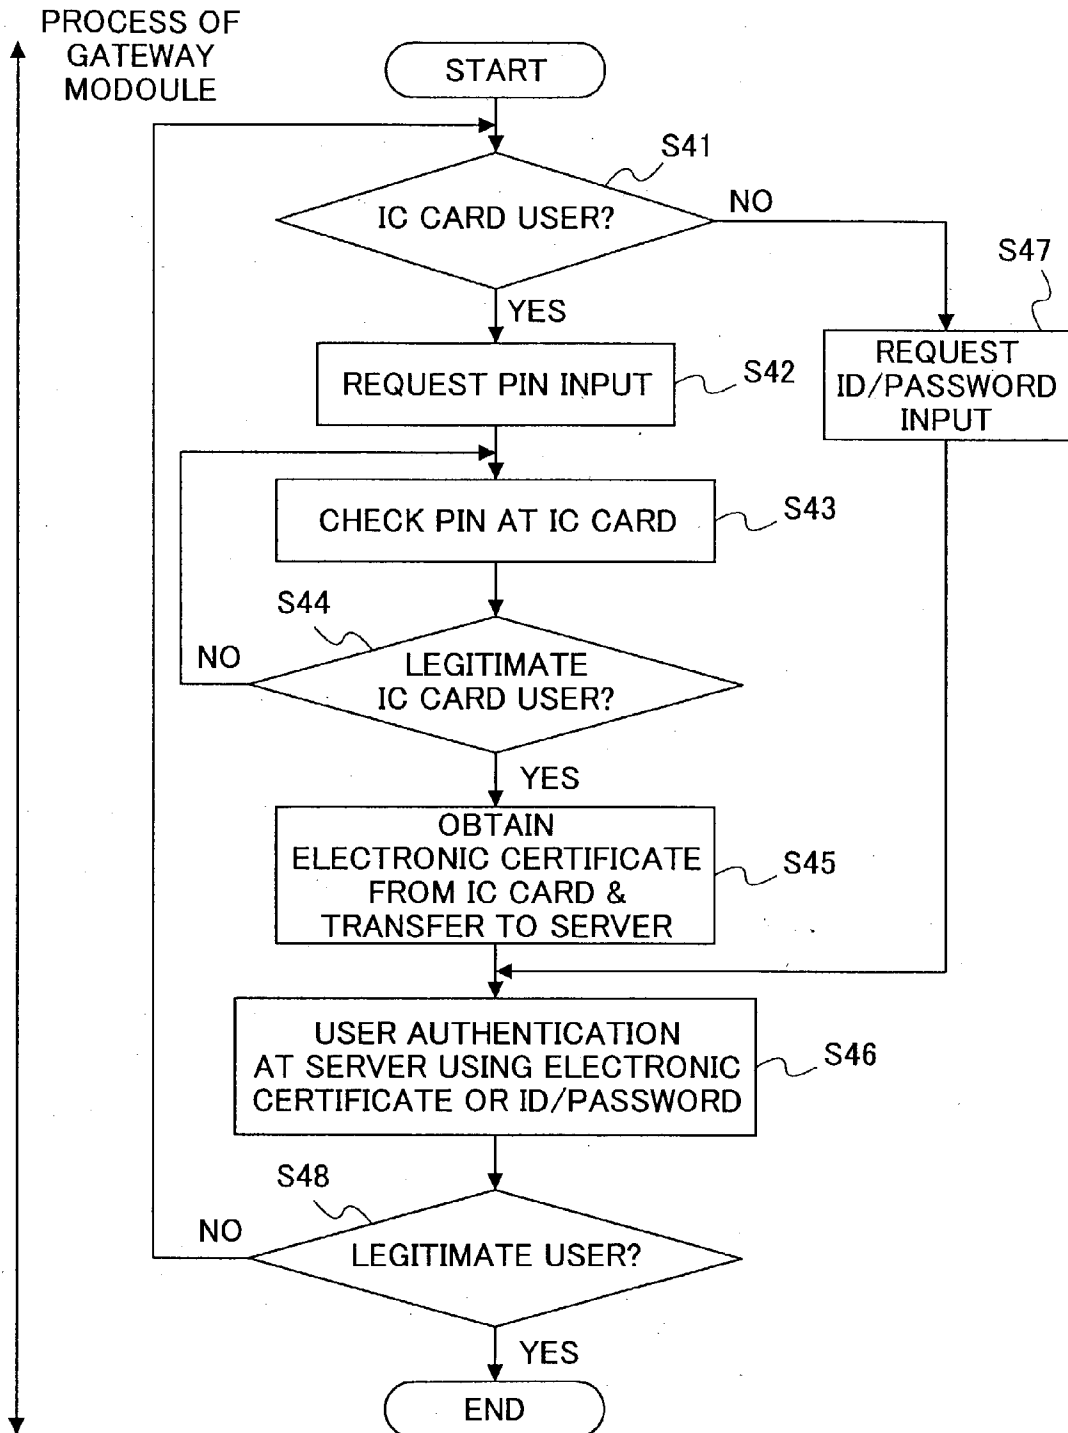 PROCESS OF
GATEWAY
MODOULE
START
S41
IC CARD USER?
NO
YES
S47
REQUEST
ID/PASSWORD
INPUT
REQUEST PIN INPUT
S42
CHECK PIN AT IC CARD
S43
S44
NO
LEGITIMATE
IC CARD USER?
YES
OBTAIN
ELECTRONIC CERTIFICATE
FROM IC CARD &
TRANSFER TO SERVER
S45
USER AUTHENTICATION
AT SERVER USING ELECTRONIC
CERTIFICATE OR ID/PASSWORD
S46
S48
NO
LEGITIMATE USER?
YES
END